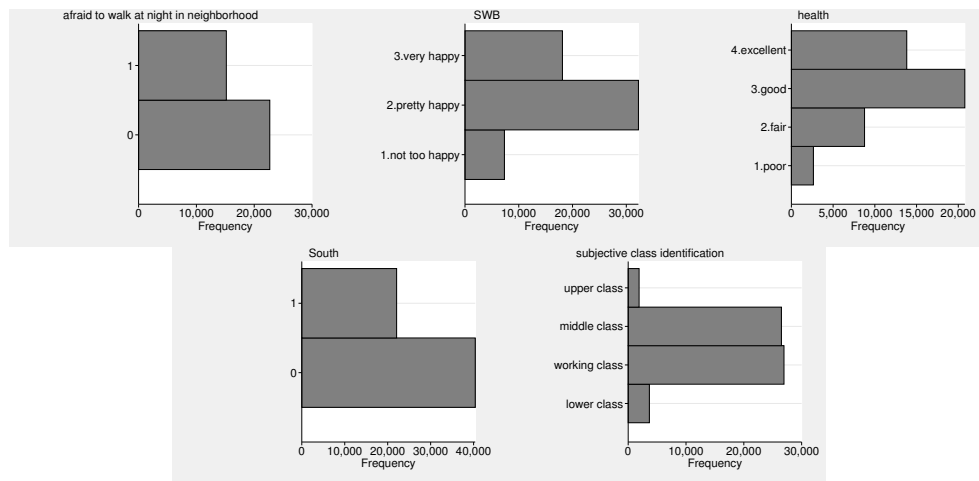 afraid to walk at night in neighborhood
1
0
0 10,000 20,000 30,000
Frequency
SWB
3.very happy
2.pretty happy
1.not too happy
0 10,000 20,000 30,000
Frequency
health
4.excellent
3.good
2.fair
1.poor
0 5,000 10,000 15,000 20,000
Frequency
South
1
0
0 10,000 20,000 30,000 40,000
Frequency
subjective class identification
upper class
middle class
working class
lower class
0 10,000 20,000 30,000
Frequency